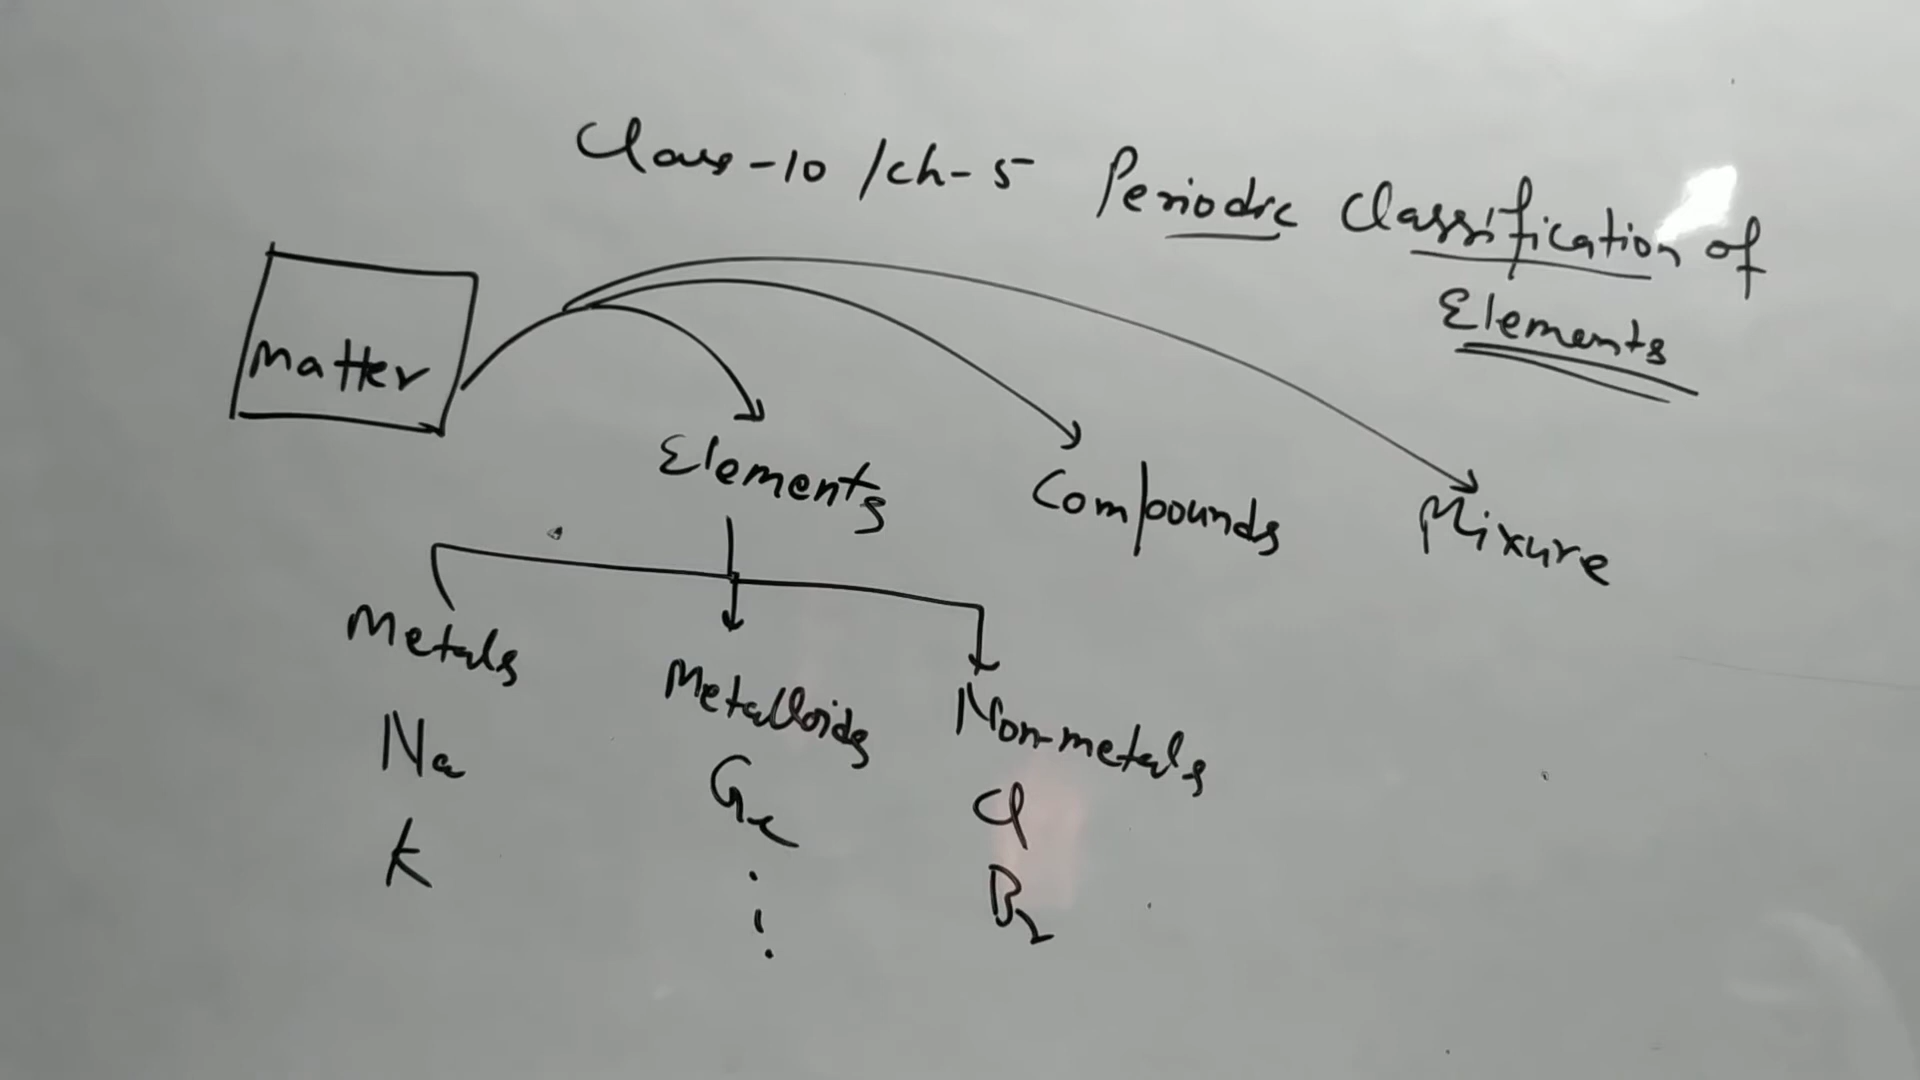 Class-10 /ch-5 Periodic Classification of
Elements
Matter
Elements
Compounds
Mixure
Metals
Metalloids
Non-metals
Na
Ge
Cl
K
Br